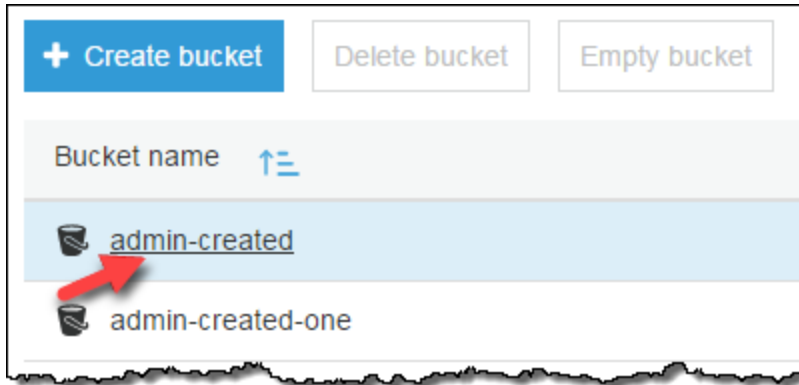 Create bucket Delete bucket Empty bucket
Bucket name
admin-created
admin-created-one